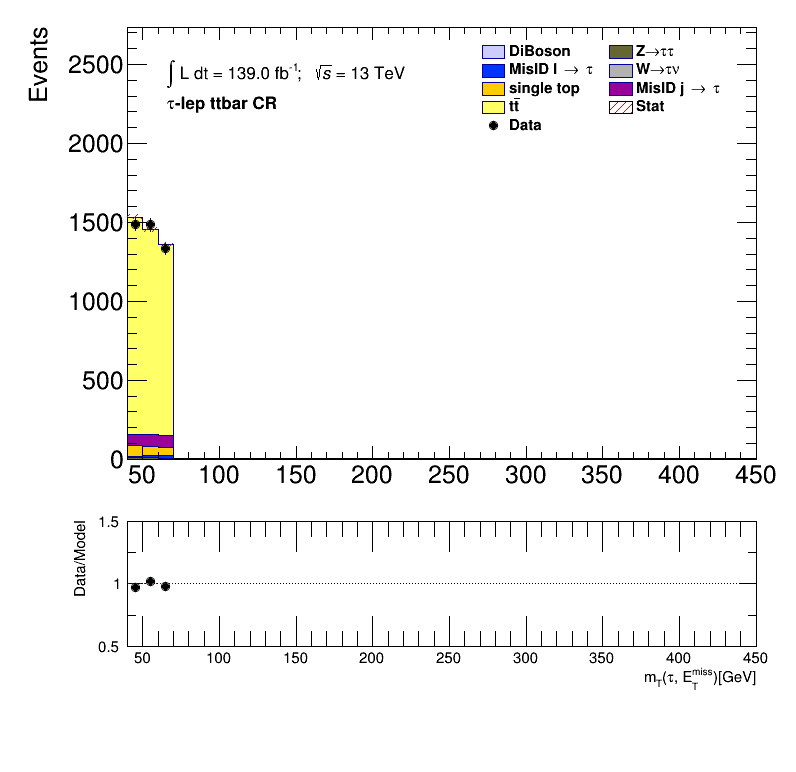 Events
2500
2000
1500
1000
500
0
∫ L dt = 139.0 fb⁻¹; √s = 13 TeV
τ-lep ttbar CR
DiBoson
MisID l → τ
single top
tt̄
Data
Z→ττ
W→τν
MisID j → τ
Stat
50 100 150 200 250 300 350 400 450
Data/Model
1.5
1
0.5
50 100 150 200 250 300 350 400 450
m_T(τ, E_T^miss)[GeV]